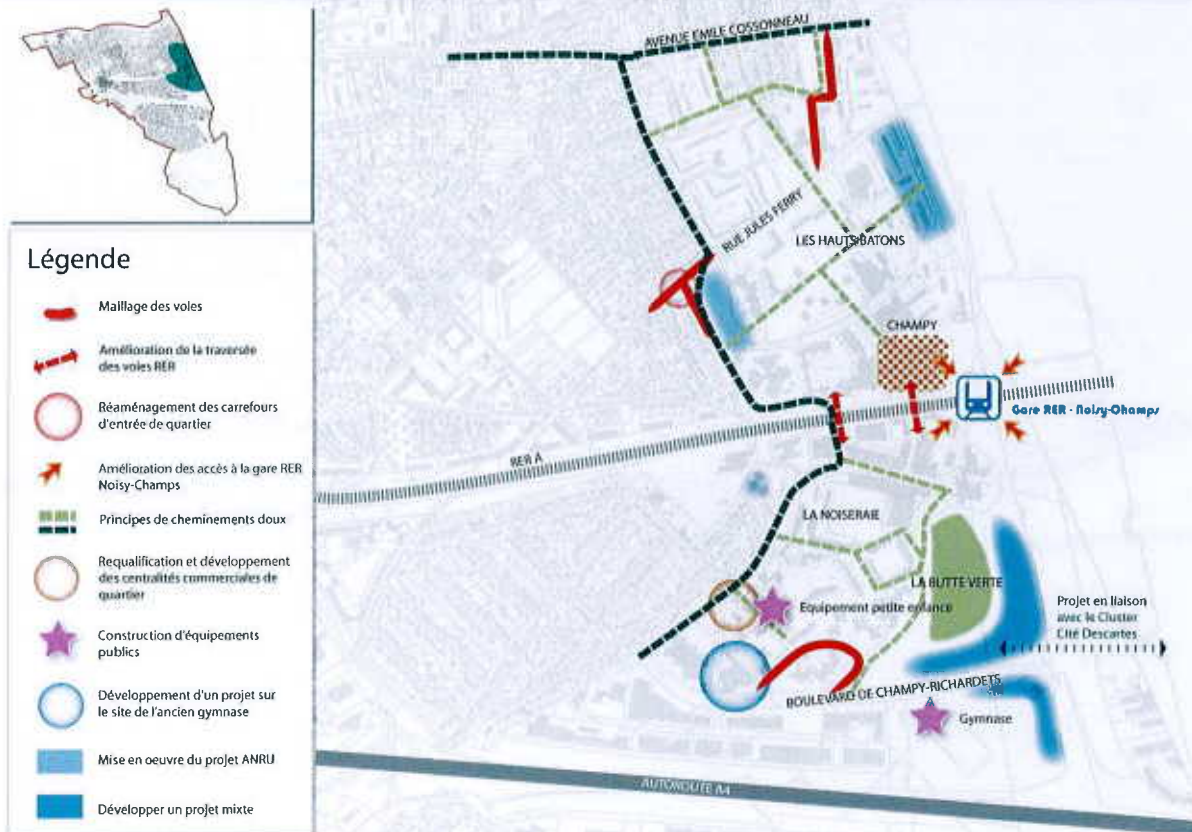 Légende
Maillage des voies
Amélioration de la traversée
des voies RER
Réaménagement des carrefours
d'entrée de quartier
Amélioration des accès à la gare RER
Noisy-Champs
Principes de cheminements doux
Requalification et développement
des centralités commerciales de
quartier
Construction d'équipements
publics
Développement d'un projet sur
le site de l'ancien gymnase
Mise en oeuvre du projet ANRU
Développer un projet mixte
AVENUE EMILE COSSONNEAU
RUE JULES FERRY
LES HAUTS BATONS
CHAMPY
Gare RER - Noisy-Champs
RER A
LA NOISERAIE
LA BUTTE VERTE
Equipement petite enfance
Projet en liaison
avec le Cluster
Cité Descartes
BOULEVARD DE CHAMPY-RICHARDETS
Gymnase
AUTOROUTE A4